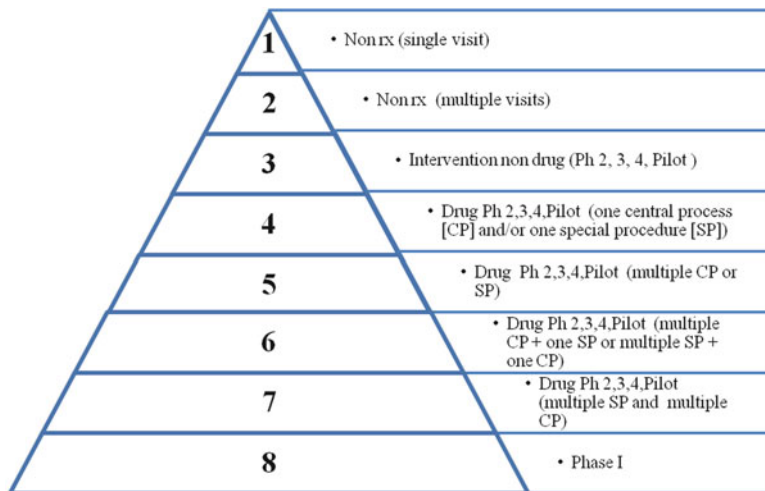 1
• Non rx (single visit)
2
• Non rx (multiple visits)
3
• Intervention non drug (Ph 2, 3, 4, Pilot )
4
• Drug Ph 2,3,4,Pilot (one central process
[CP] and/or one special procedure [SP])
5
• Drug Ph 2,3,4,Pilot (multiple CP or
SP)
6
• Drug Ph 2,3,4,Pilot (multiple
CP + one SP or multiple SP +
one CP)
7
• Drug Ph 2,3,4,Pilot
(multiple SP and multiple
CP)
8
• Phase I